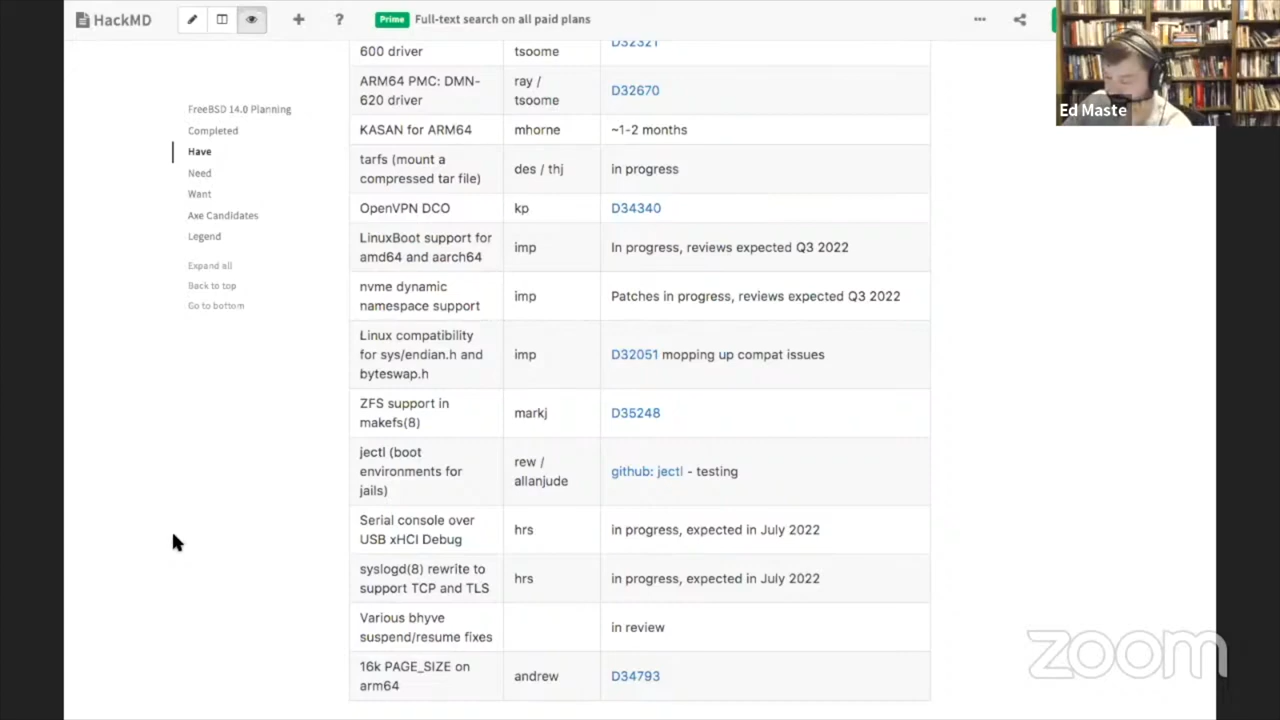 HackMD
?
Prime Full-text search on all paid plans
Ed Maste
FreeBSD 14.0 Planning
Completed
Have
Need
Want
Axe Candidates
Legend
Expand all
Back to top
Go to bottom
600 driver
tsoome
D32321
ARM64 PMC: DMN-
620 driver
ray /
tsoome
D32670
KASAN for ARM64
mhorne
~1-2 months
tarfs (mount a
compressed tar file)
des / thj
in progress
OpenVPN DCO
kp
D34340
LinuxBoot support for
amd64 and aarch64
imp
In progress, reviews expected Q3 2022
nvme dynamic
namespace support
imp
Patches in progress, reviews expected Q3 2022
Linux compatibility
for sys/endian.h and
byteswap.h
imp
D32051 mopping up compat issues
ZFS support in
makefs(8)
markj
D35248
jectl (boot
environments for
jails)
rew /
allanjude
github: jectl - testing
Serial console over
USB xHCI Debug
hrs
in progress, expected in July 2022
syslogd(8) rewrite to
support TCP and TLS
hrs
in progress, expected in July 2022
Various bhyve
suspend/resume fixes
in review
16k PAGE_SIZE on
arm64
andrew
D34793
zoom